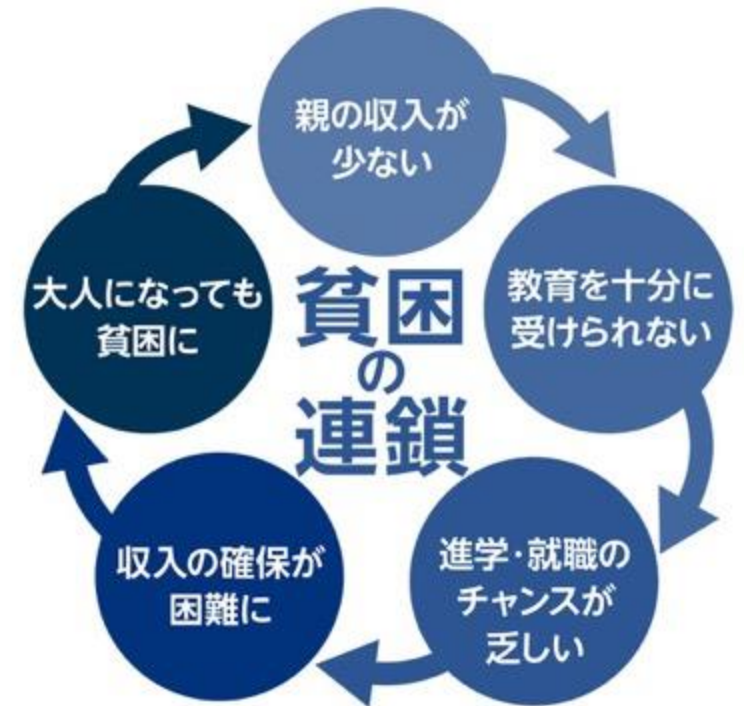 親の収入が
少ない
教育を十分に
受けられない
進学・就職の
チャンスが
乏しい
収入の確保が
困難に
大人になっても
貧困に
貧困
の
連鎖